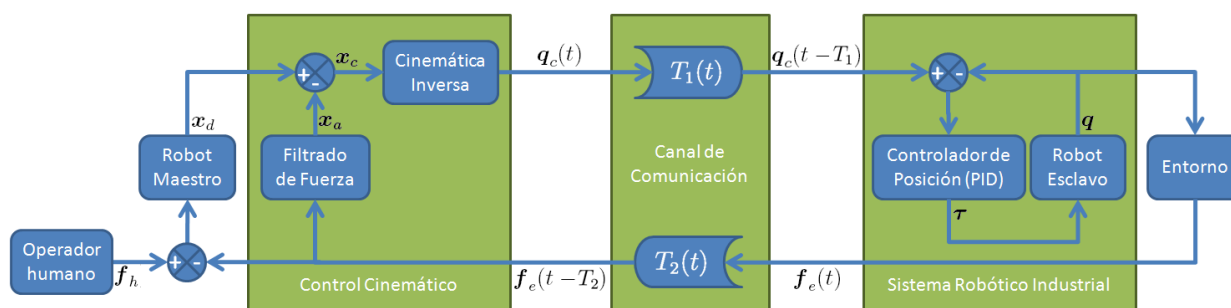 x_c
+
-
Cinemática
Inversa
q_c(t)
T_1(t)
q_c(t-T_1)
+
-
x_d
x_a
q
Robot
Maestro
Filtrado
de Fuerza
Canal de
Comunicación
Controlador de
Posición (PID)
Robot
Esclavo
Entorno
τ
Operador
humano
f_h
+
-
T_2(t)
f_e(t-T_2)
f_e(t)
Control Cinemático
Sistema Robótico Industrial